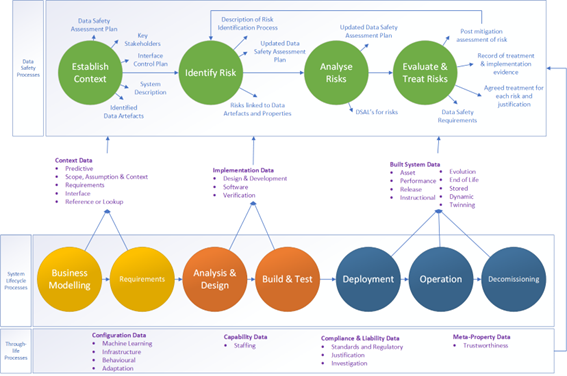 Data Safety
Processes
Data Safety
Assessment Plan
Key
Stakeholders
Interface
Control Plan
System
Description
Identified
Data Artefacts
Establish
Context
Description of Risk
Identification Process
Updated Data Safety
Assessment Plan
Risks linked to Data
Artefacts and Properties
Identify Risk
Updated Data Safety
Assessment Plan
DSAL's for risks
Analyse
Risks
Evaluate &
Treat Risks
Post mitigation
assessment of risk
Record of treatment
& implementation
evidence
Agreed treatment for
each risk and
justification
Data Safety
Requirements
Context Data
• Predictive
• Scope, Assumption & Context
• Requirements
• Interface
• Reference or Lookup
Implementation Data
• Design & Development
• Software
• Verification
Built System Data
• Asset
• Performance
• Release
• Instructional
• Evolution
• End of Life
• Stored
• Dynamic
• Twinning
System
Lifecycle
Processes
Business
Modelling
Requirements
Analysis &
Design
Build & Test
Deployment
Operation
Decomissioning
Through-
life Processes
Configuration Data
• Machine Learning
• Infrastructure
• Behavioural
• Adaptation
Capability Data
• Staffing
Compliance & Liability Data
• Standards and Regulatory
• Justification
• Investigation
Meta-Property Data
• Trustworthiness